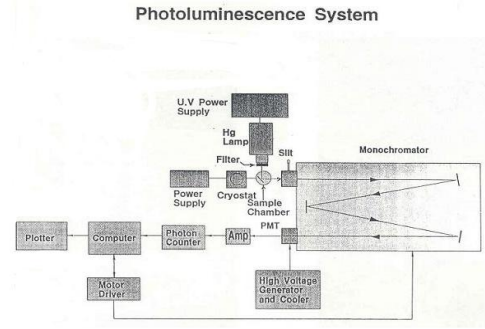 Photoluminescence System
U.V Power
Supply
Hg
Lamp
Filter
Slit
Monochromator
Power
Supply
Cryostat
Sample
Chamber
PMT
Plotter
Computer
Photon
Counter
Amp
High Voltage
Generator
and Cooler
Motor
Driver